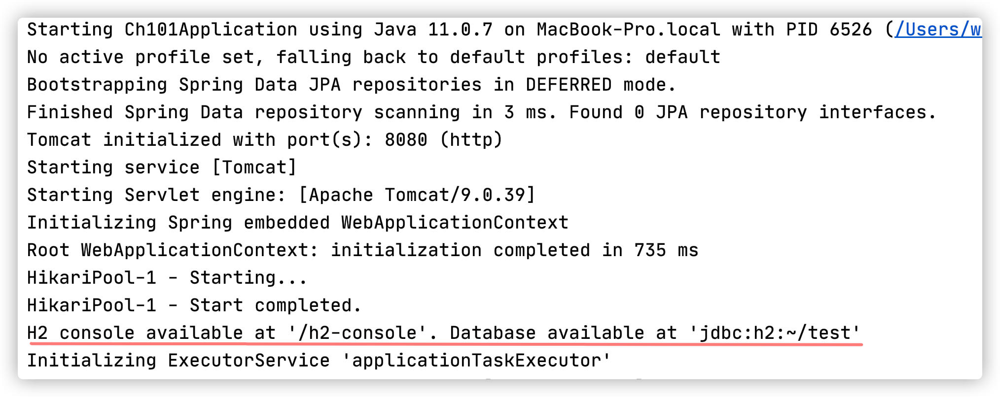 Starting Ch101Application using Java 11.0.7 on MacBook-Pro.local with PID 6526 (/Users/w
No active profile set, falling back to default profiles: default
Bootstrapping Spring Data JPA repositories in DEFERRED mode.
Finished Spring Data repository scanning in 3 ms. Found 0 JPA repository interfaces.
Tomcat initialized with port(s): 8080 (http)
Starting service [Tomcat]
Starting Servlet engine: [Apache Tomcat/9.0.39]
Initializing Spring embedded WebApplicationContext
Root WebApplicationContext: initialization completed in 735 ms
HikariPool-1 - Starting...
HikariPool-1 - Start completed.
H2 console available at '/h2-console'. Database available at 'jdbc:h2:~/test'
Initializing ExecutorService 'applicationTaskExecutor'